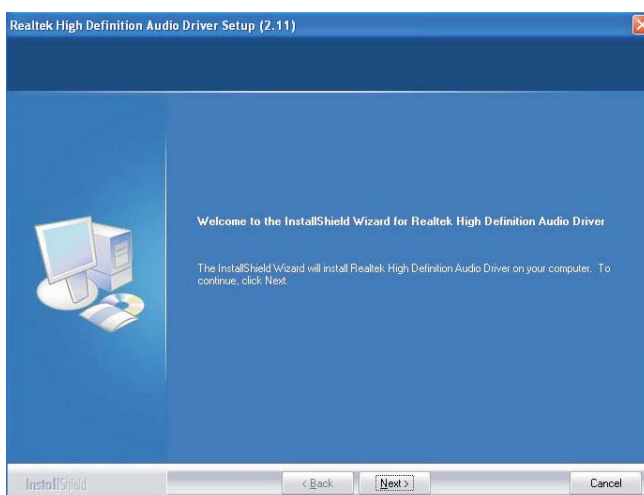 Realtek High Definition Audio Driver Setup (2.11)
Welcome to the InstallShield Wizard for Realtek High Definition Audio Driver
The InstallShield Wizard will install Realtek High Definition Audio Driver on your computer. To
continue, click Next.
InstallShield
< Back Next > Cancel